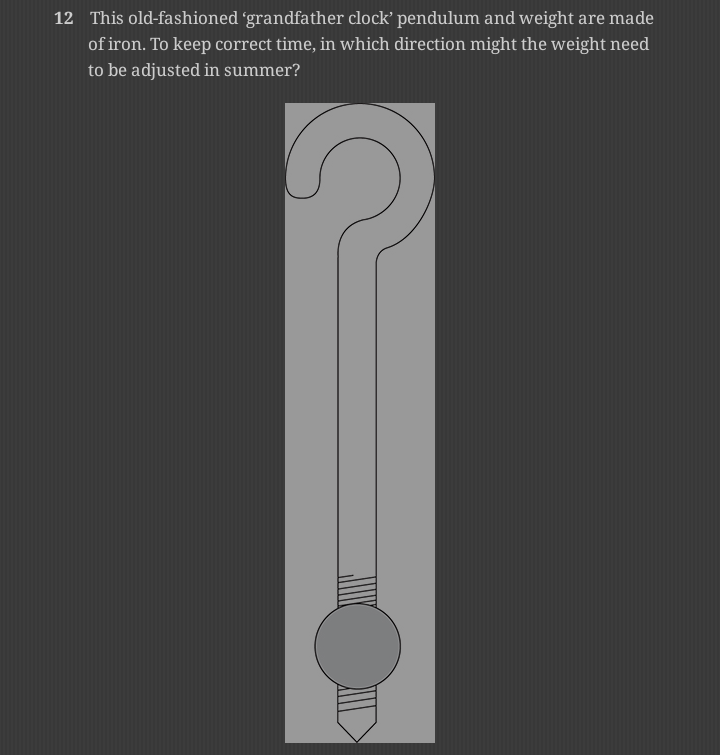 12 This old-fashioned ‘grandfather clock’ pendulum and weight are made
of iron. To keep correct time, in which direction might the weight need
to be adjusted in summer?